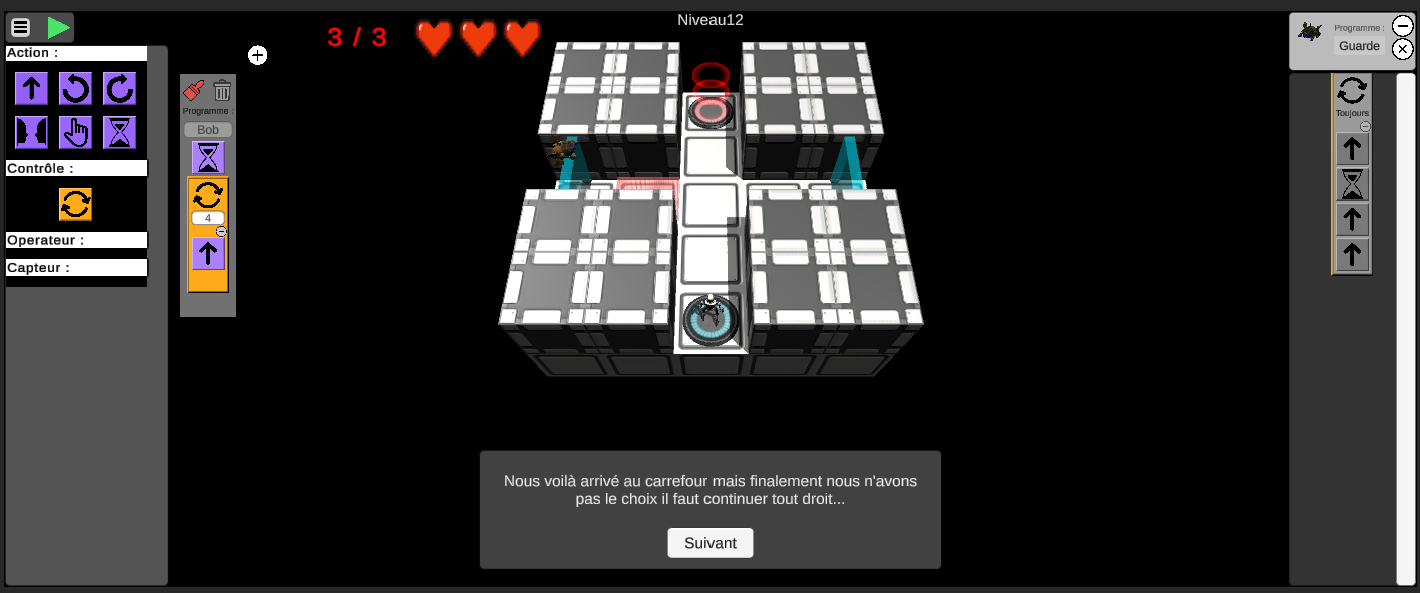 Niveau12
3 / 3
Action :
Contrôle :
Operateur :
Capteur :
Programme :
Bob
4
Programme :
Guarde
Toujours
Nous voilà arrivé au carrefour mais finalement nous n'avons
pas le choix il faut continuer tout droit...
Suivant